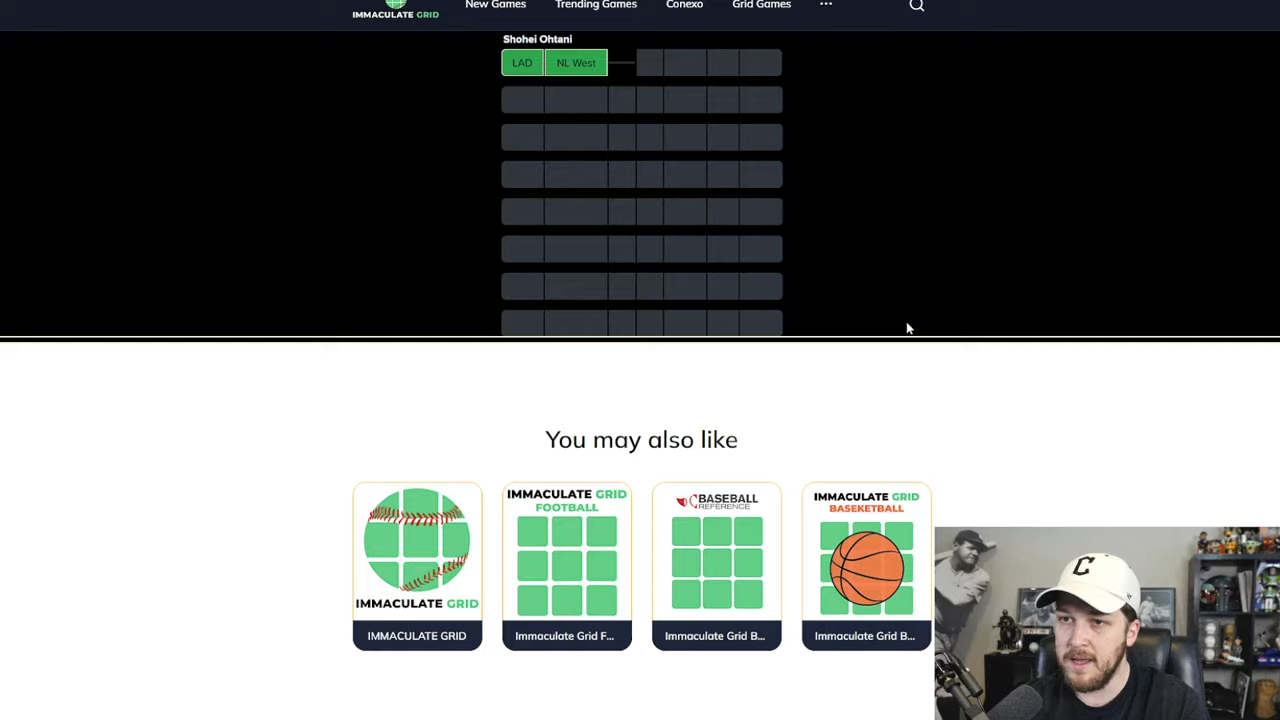 IMMACULATE GRID
New Games
Trending Games
Conexo
Grid Games
Shohei Ohtani
LAD
NL West
You may also like
IMMACULATE GRID
IMMACULATE GRID
IMMACULATE GRID
FOOTBALL
Immaculate Grid F...
BASEBALL
REFERENCE
Immaculate Grid B...
IMMACULATE GRID
BASEKETBALL
Immaculate Grid B...
C